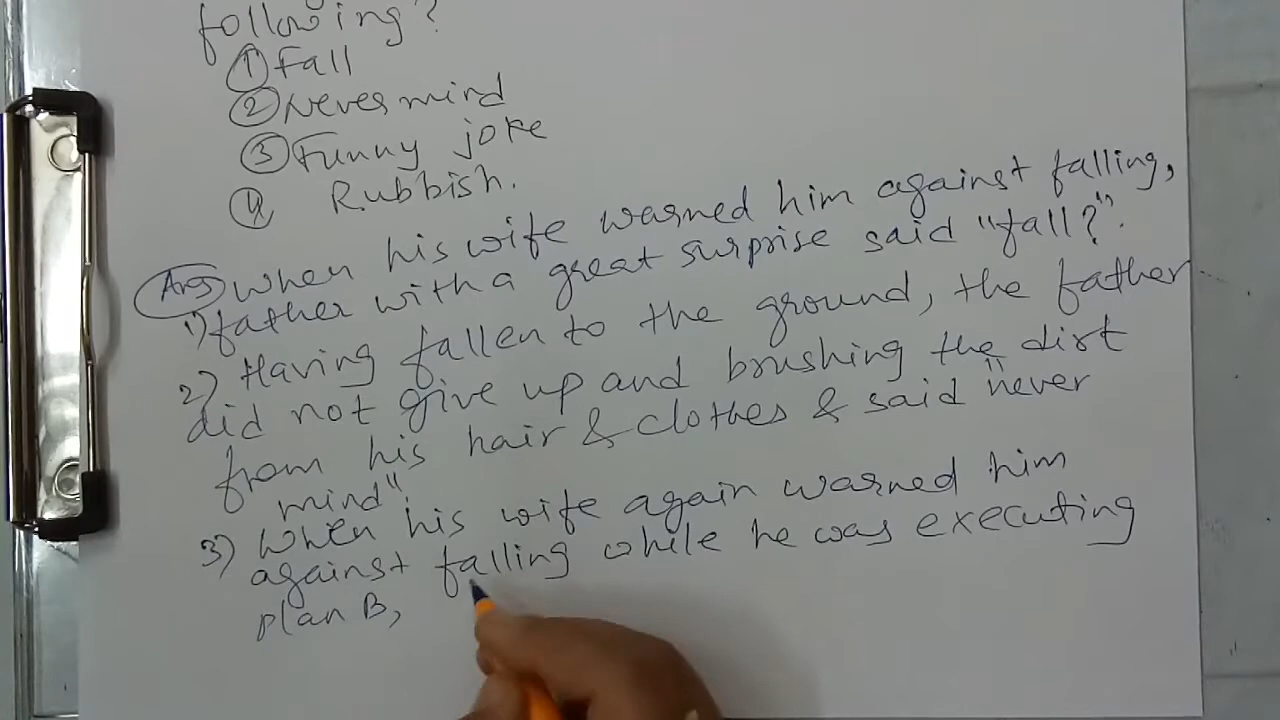 following?
① Fall
② Never mind
③ Funny joke
④ Rubbish.
Ans When his wife warned him against falling,
1) father with a great surprise said "fall?".
2) Having fallen to the ground, the father
did not give up and brushing the dirt
from his hair & clothes & said "never
mind".
3) When his wife again warned him
against falling while he was executing
plan B,